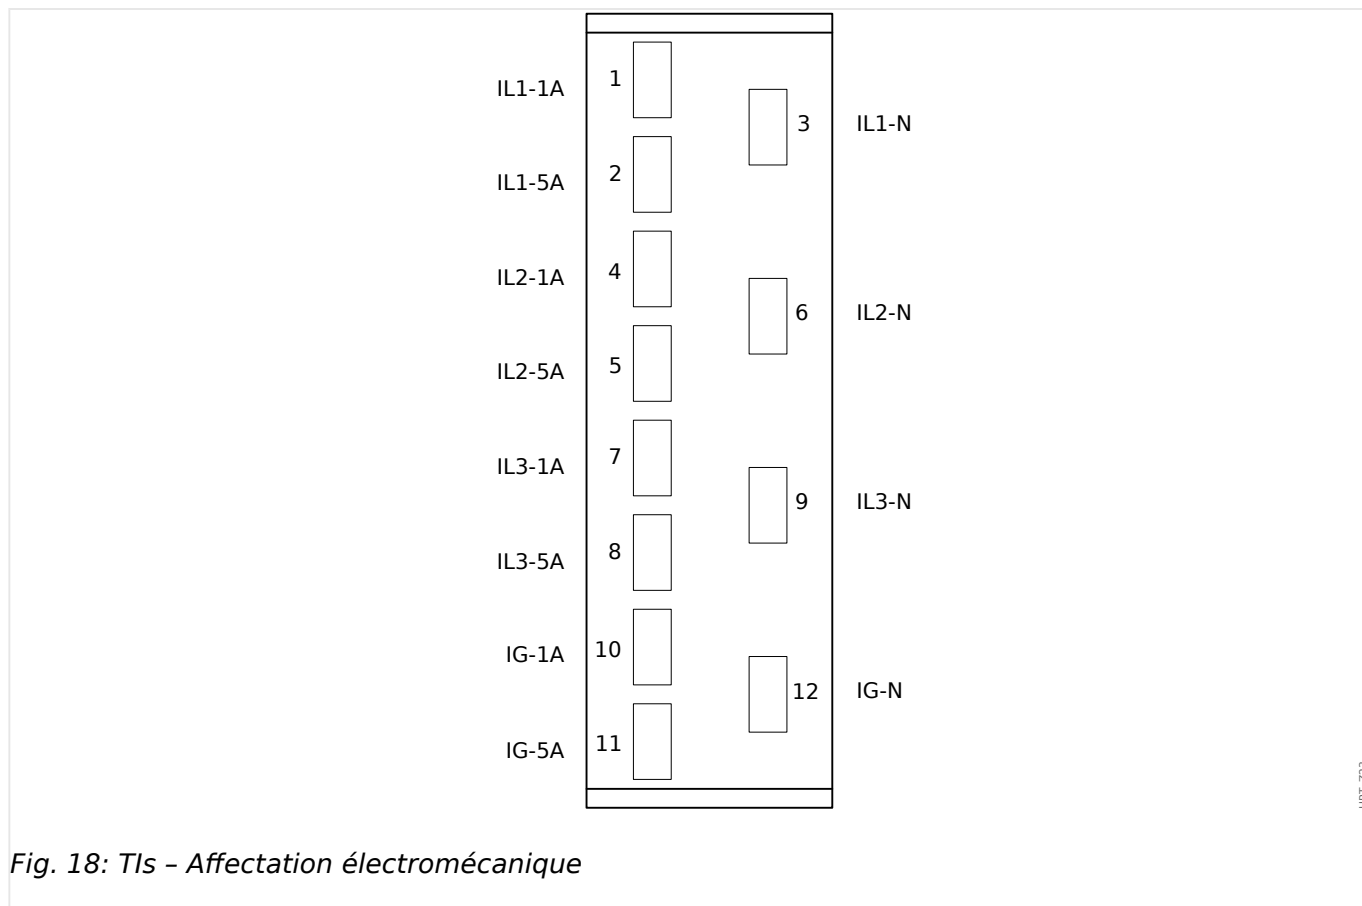 IL1-1A 1
3 IL1-N
IL1-5A 2
IL2-1A 4
6 IL2-N
IL2-5A 5
IL3-1A 7
9 IL3-N
IL3-5A 8
IG-1A 10
12 IG-N
IG-5A 11
Fig. 18: TIs – Affectation électromécanique